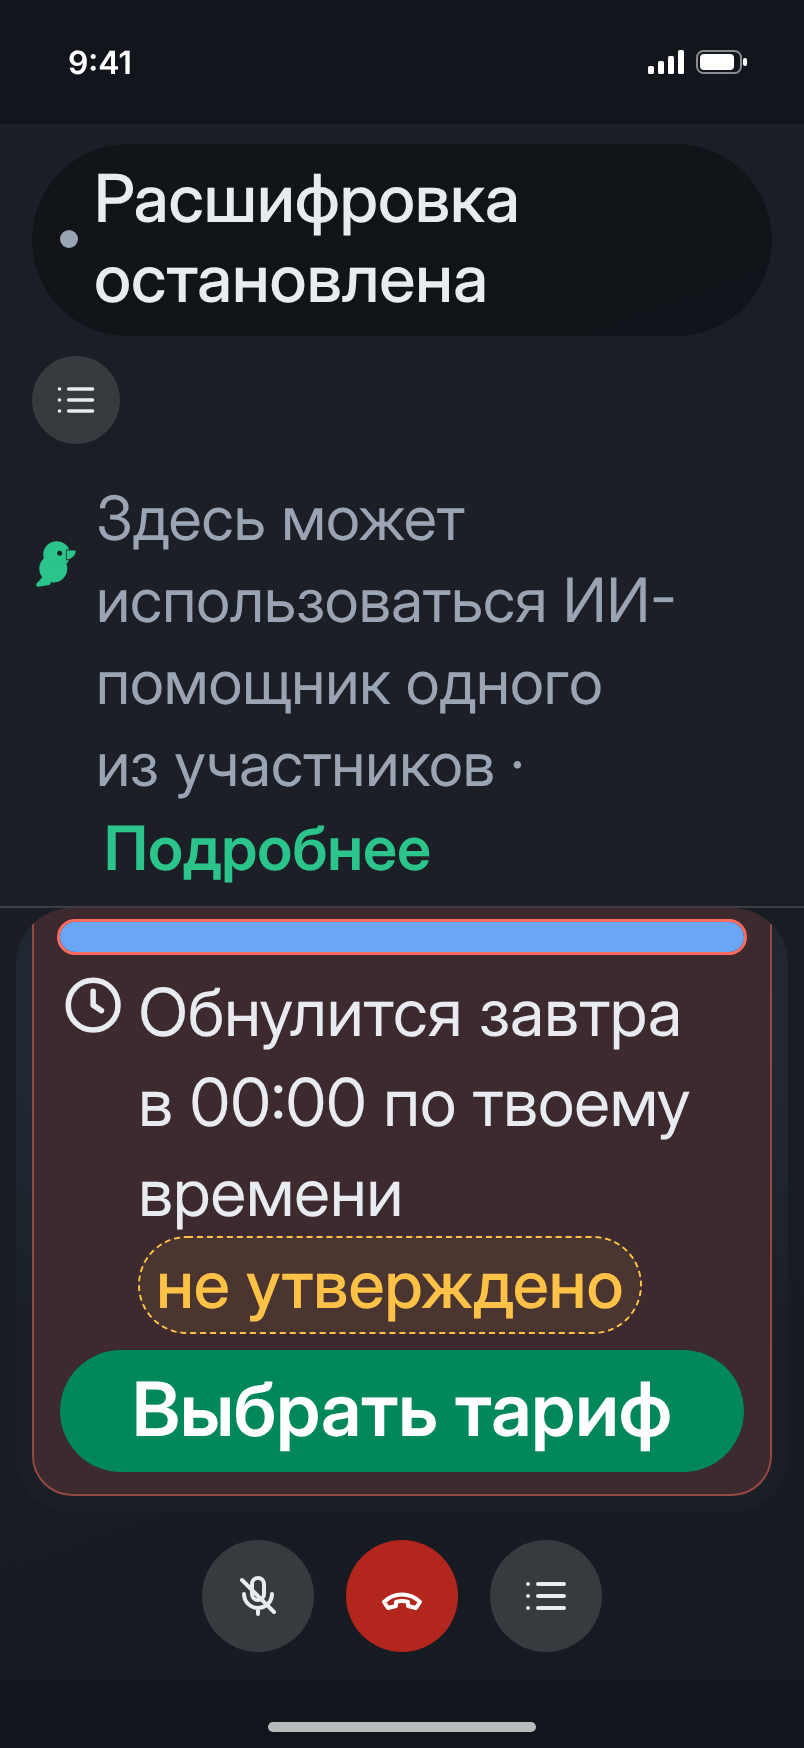 9:41
Расшифровка
остановлена
Здесь может
использоваться ИИ-
помощник одного
из участников ·
Подробнее
Обнулится завтра
в 00:00 по твоему
времени
не утверждено
Выбрать тариф